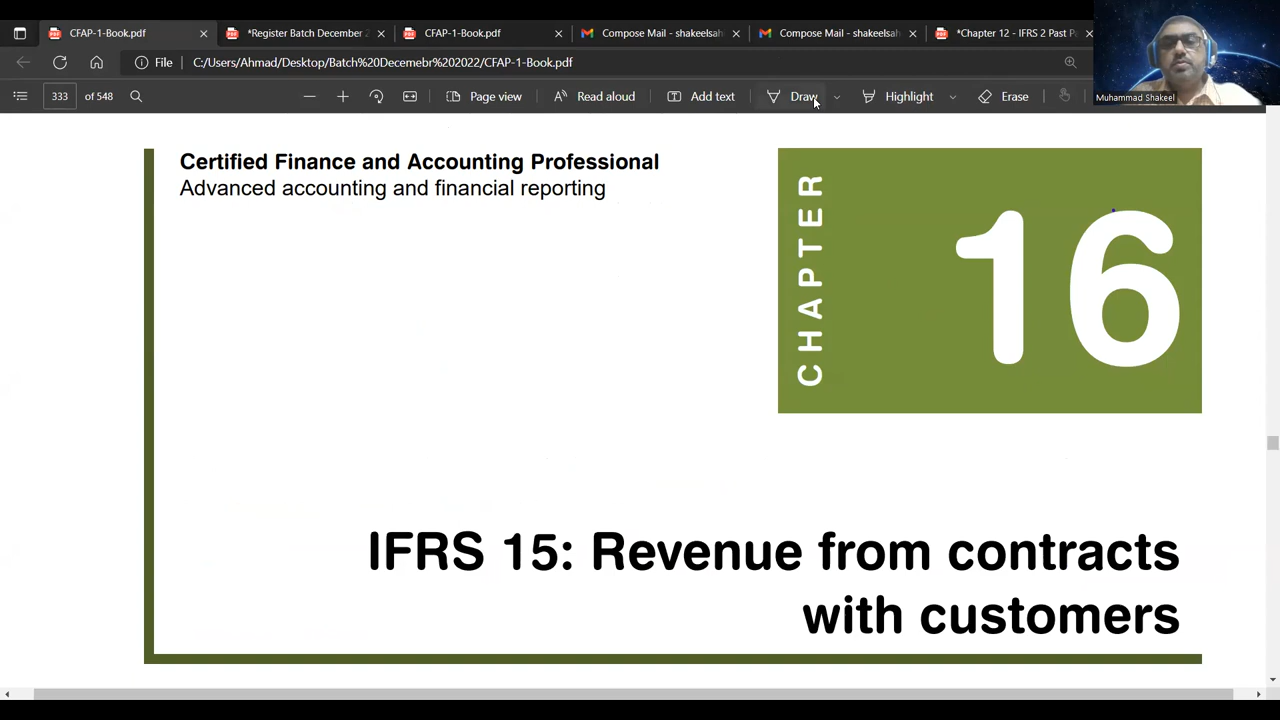 CFAP-1-Book.pdf
*Register Batch December 2
CFAP-1-Book.pdf
Compose Mail - shakeelsah
Compose Mail - shakeelsah
*Chapter 12 - IFRS 2 Past Pa
File
C:/Users/Ahmad/Desktop/Batch%20Decemebr%202022/CFAP-1-Book.pdf
333 of 548
Page view
Read aloud
Add text
Draw
Highlight
Erase
Muhammad Shakeel
Certified Finance and Accounting Professional
Advanced accounting and financial reporting
CHAPTER
16
IFRS 15: Revenue from contracts
with customers